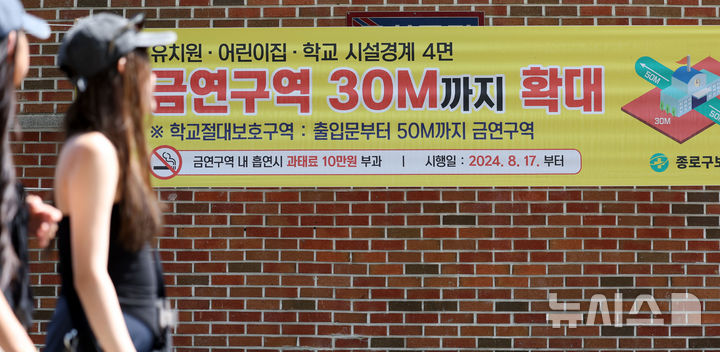 유치원 · 어린이집 · 학교 시설경계 4면
금연구역 30M까지 확대
※ 학교절대보호구역 : 출입문부터 50M까지 금연구역
금연구역 내 흡연시 과태료 10만원 부과 | 시행일 : 2024. 8. 17. 부터
50M
30M
50M
종로구보
뉴시스